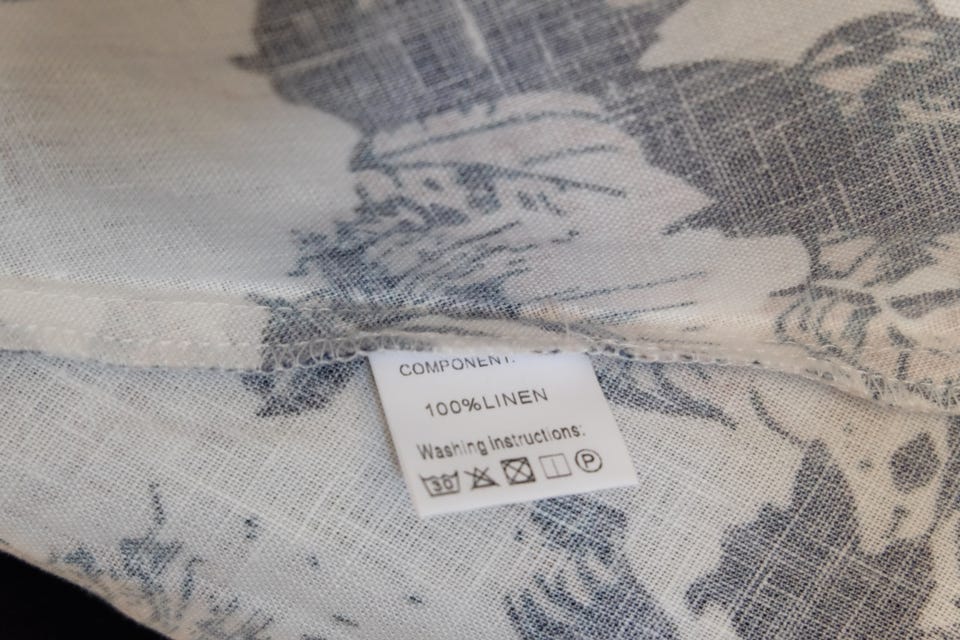 COMPONENT:
100%LINEN
Washing Instructions:
30 P